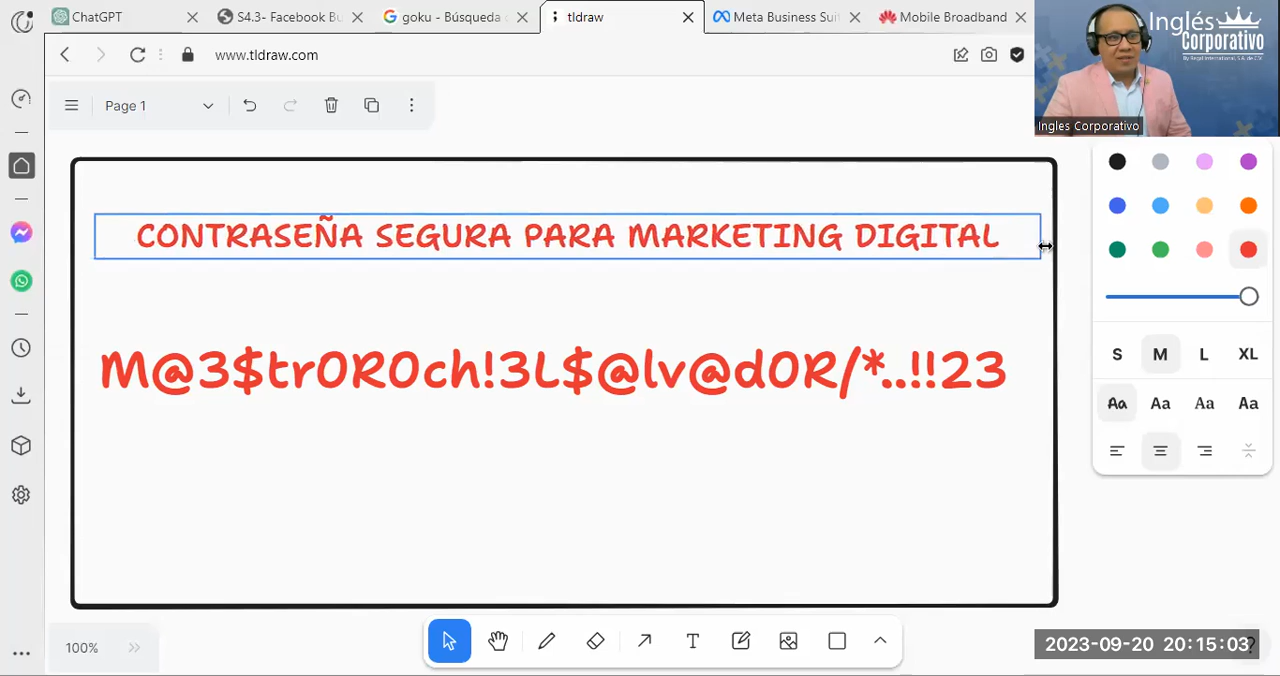 ChatGPT
S4.3- Facebook Bu
goku - Búsqueda d
tldraw
Meta Business Suit
Mobile Broadband
Inglés
Corporativo
www.tldraw.com
Ingles Corporativo
Page 1
CONTRASEÑA SEGURA PARA MARKETING DIGITAL
M@3$tr0R0ch!3L$@lv@d0R/*..!!23
S M L XL
Aa Aa Aa Aa
100%
T
2023-09-20 20:15:03